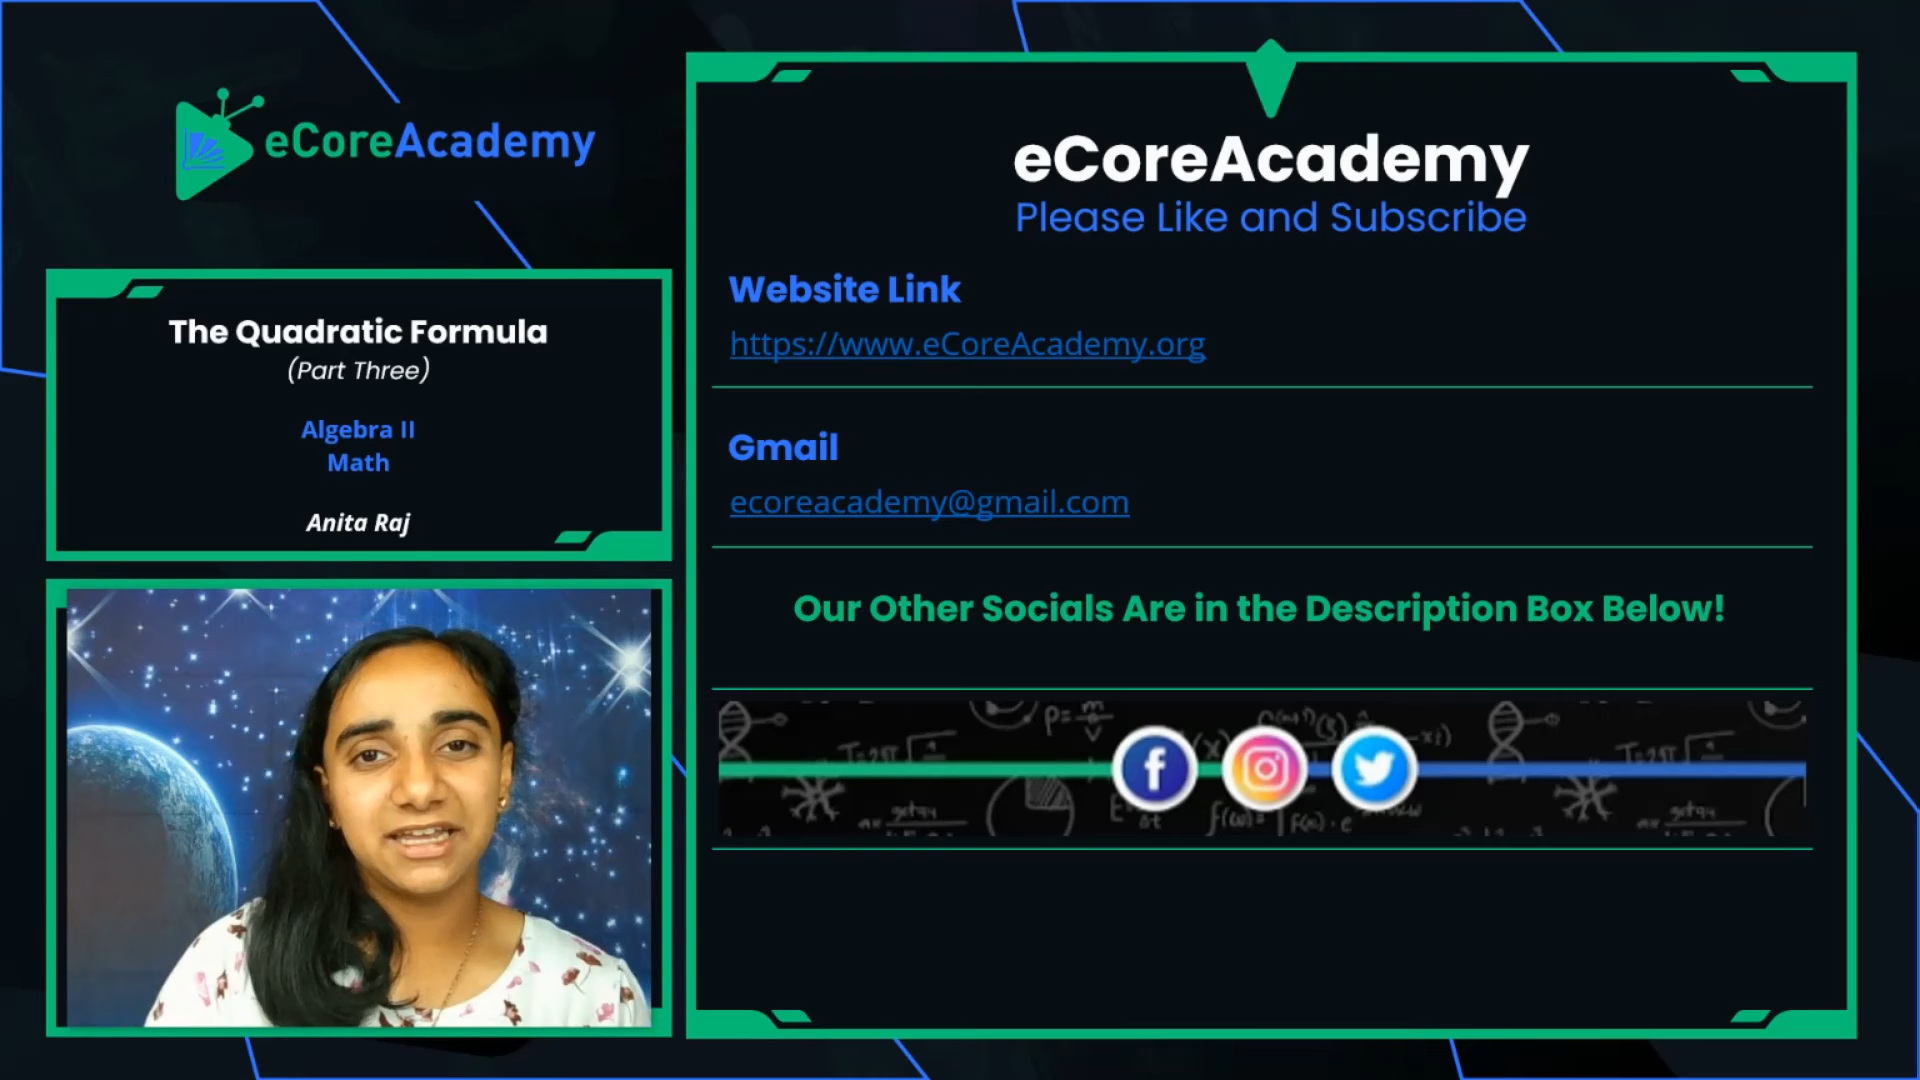 eCoreAcademy
The Quadratic Formula
(Part Three)
Algebra II
Math
Anita Raj
eCoreAcademy
Please Like and Subscribe
Website Link
https://www.eCoreAcademy.org
Gmail
ecoreacademy@gmail.com
Our Other Socials Are in the Description Box Below!